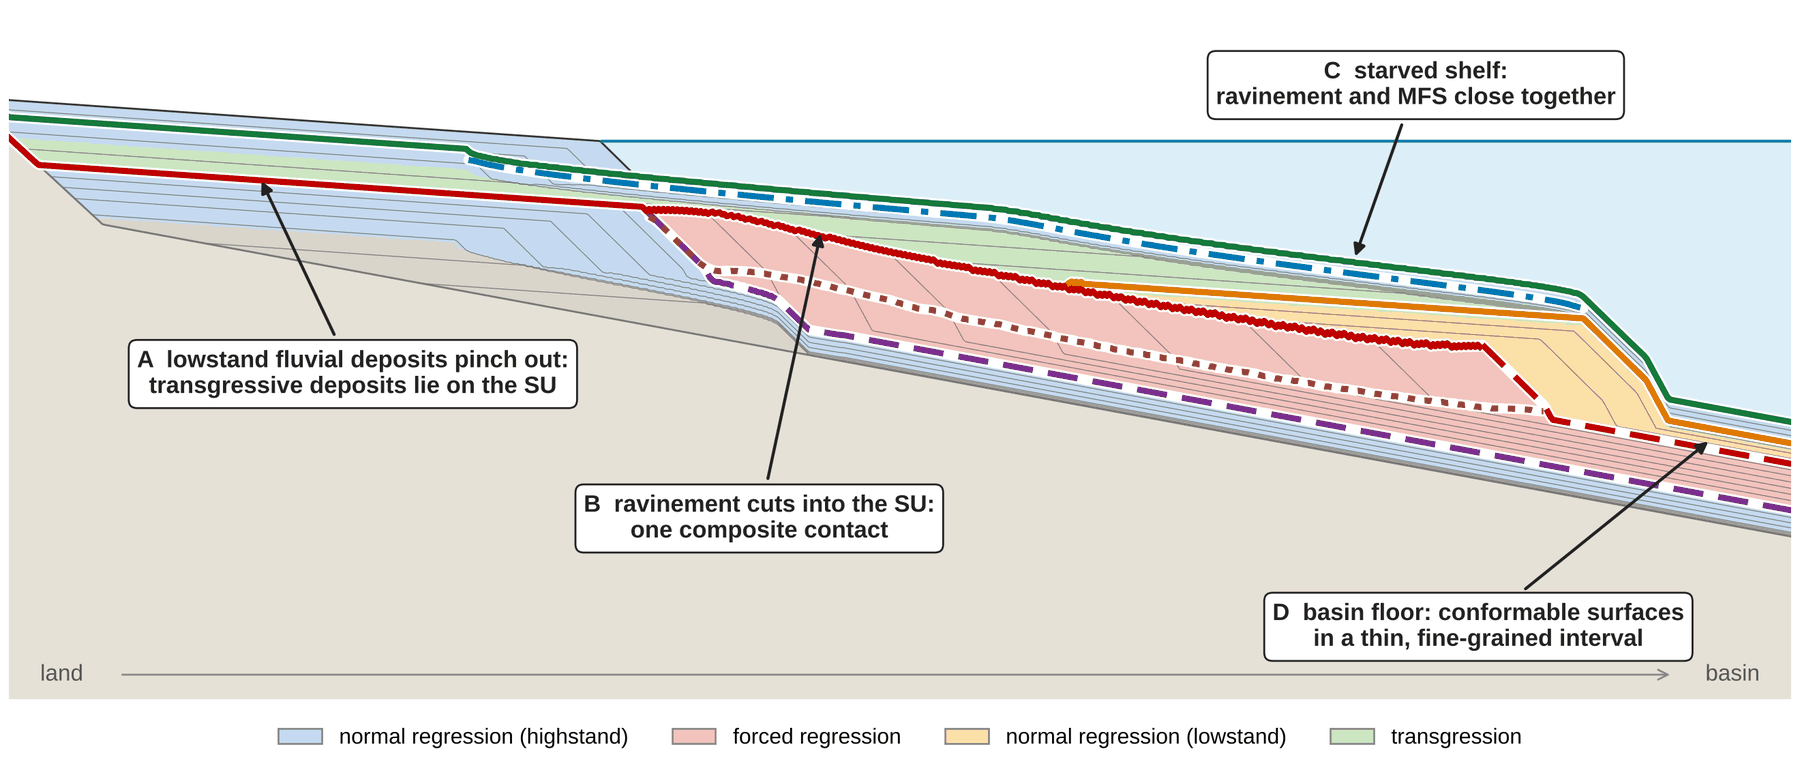 C starved shelf:
ravinement and MFS close together
A lowstand fluvial deposits pinch out:
transgressive deposits lie on the SU
B ravinement cuts into the SU:
one composite contact
D basin floor: conformable surfaces
in a thin, fine-grained interval
land
basin
normal regression (highstand)
forced regression
normal regression (lowstand)
transgression